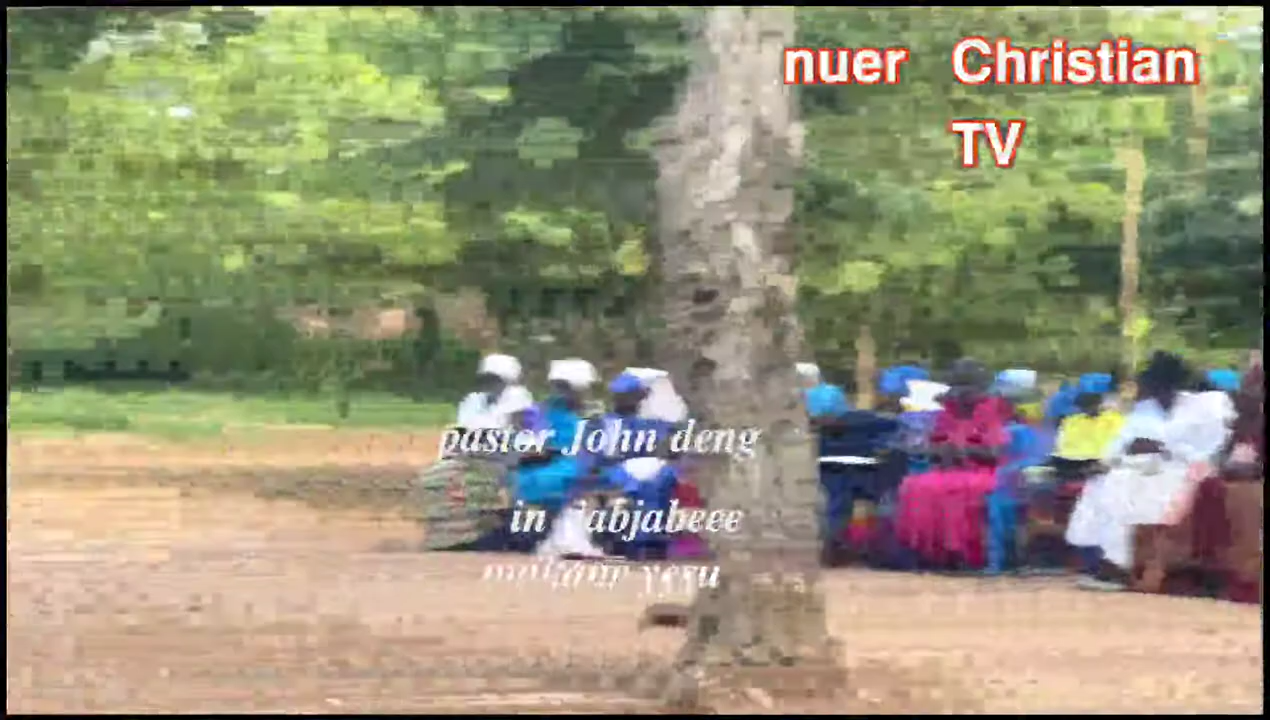 nuer Christian
TV
pastor John deng
in
yesu